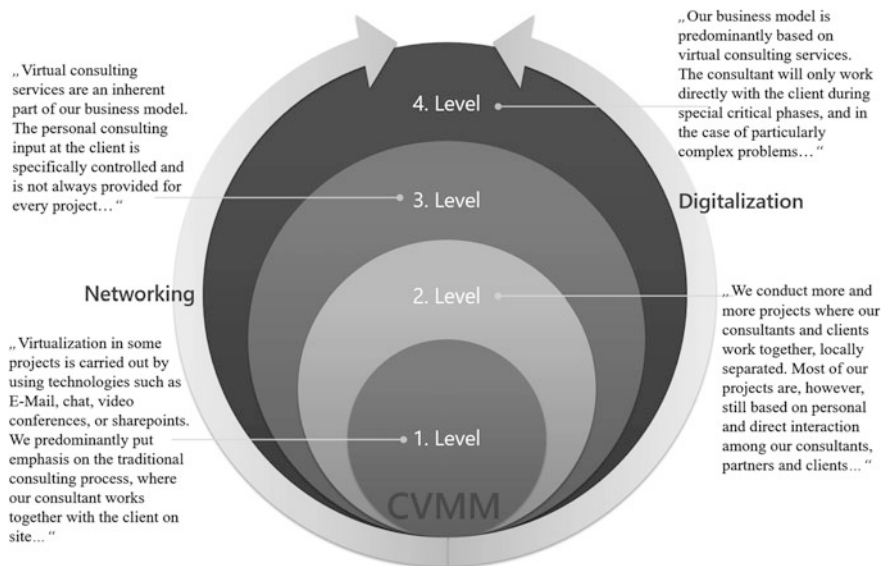 „Virtual consulting
services are an inherent
part of our business model.
The personal consulting
input at the client is
specifically controlled and
is not always provided for
every project…“
„Our business model is
predominantly based on
virtual consulting services.
The consultant will only work
directly with the client during
special critical phases, and in
the case of particularly
complex problems…“
4. Level
3. Level
Digitalization
Networking
2. Level
„Virtualization in some
projects is carried out by
using technologies such as
E-Mail, chat, video
conferences, or sharepoints.
We predominantly put
emphasis on the traditional
consulting process, where
our consultant works
together with the client on
site…“
„We conduct more and
more projects where our
consultants and clients
work together, locally
separated. Most of our
projects are, however,
still based on personal
and direct interaction
among our consultants,
partners and clients…“
1. Level
CVMM